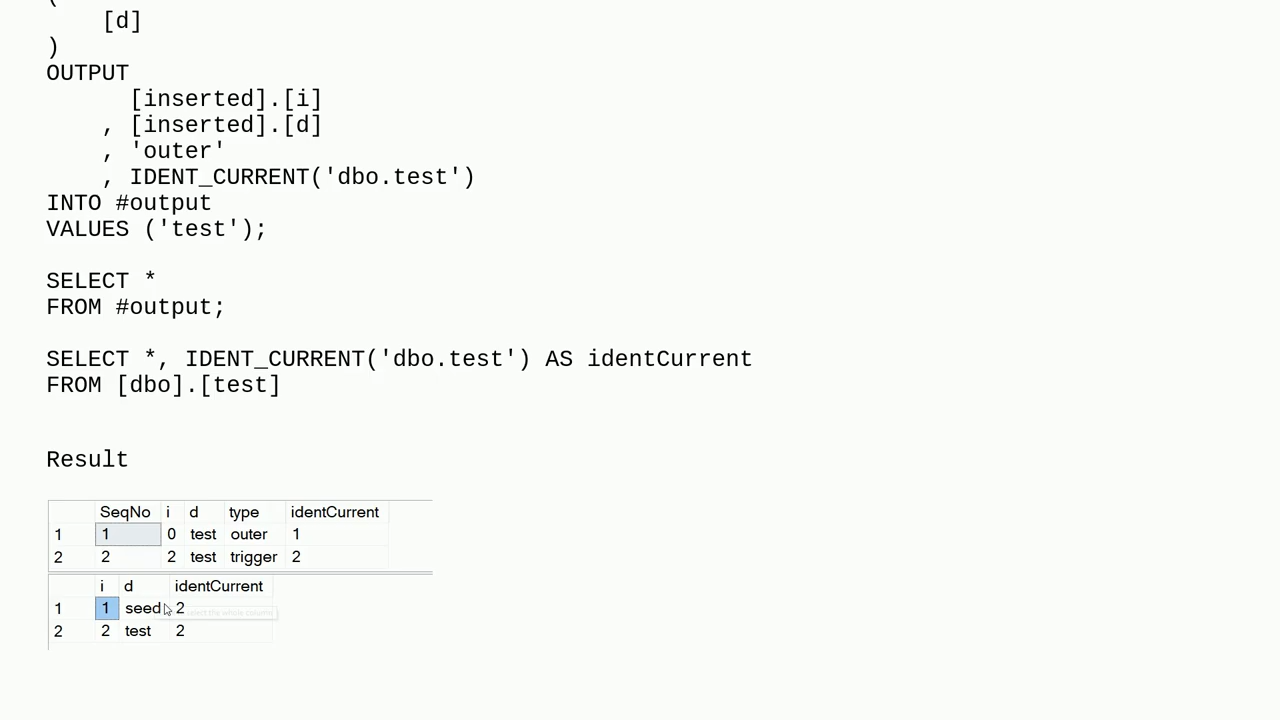 (
[d]
)
OUTPUT
[inserted].[i]
, [inserted].[d]
, 'outer'
, IDENT_CURRENT('dbo.test')
INTO #output
VALUES ('test');
SELECT *
FROM #output;
SELECT *, IDENT_CURRENT('dbo.test') AS identCurrent
FROM [dbo].[test]
Result
SeqNo i d type identCurrent
1 1 0 test outer 1
2 2 2 test trigger 2
i d identCurrent
1 1 seed 2
2 2 test 2